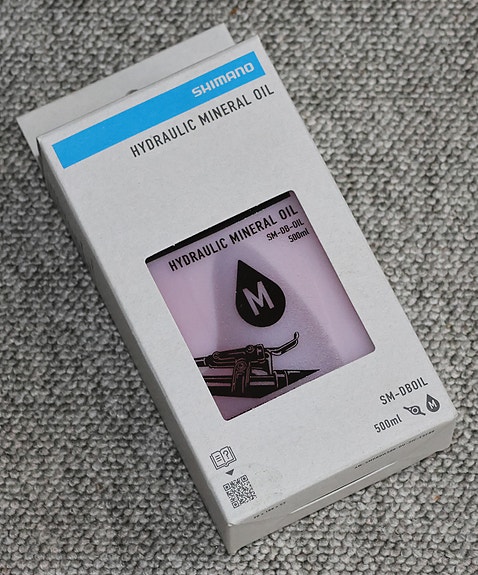 SHIMANO
HYDRAULIC MINERAL OIL
HYDRAULIC MINERAL OIL
SM-DB-OIL
500ml
M
SM-DBOIL
500ml M
?